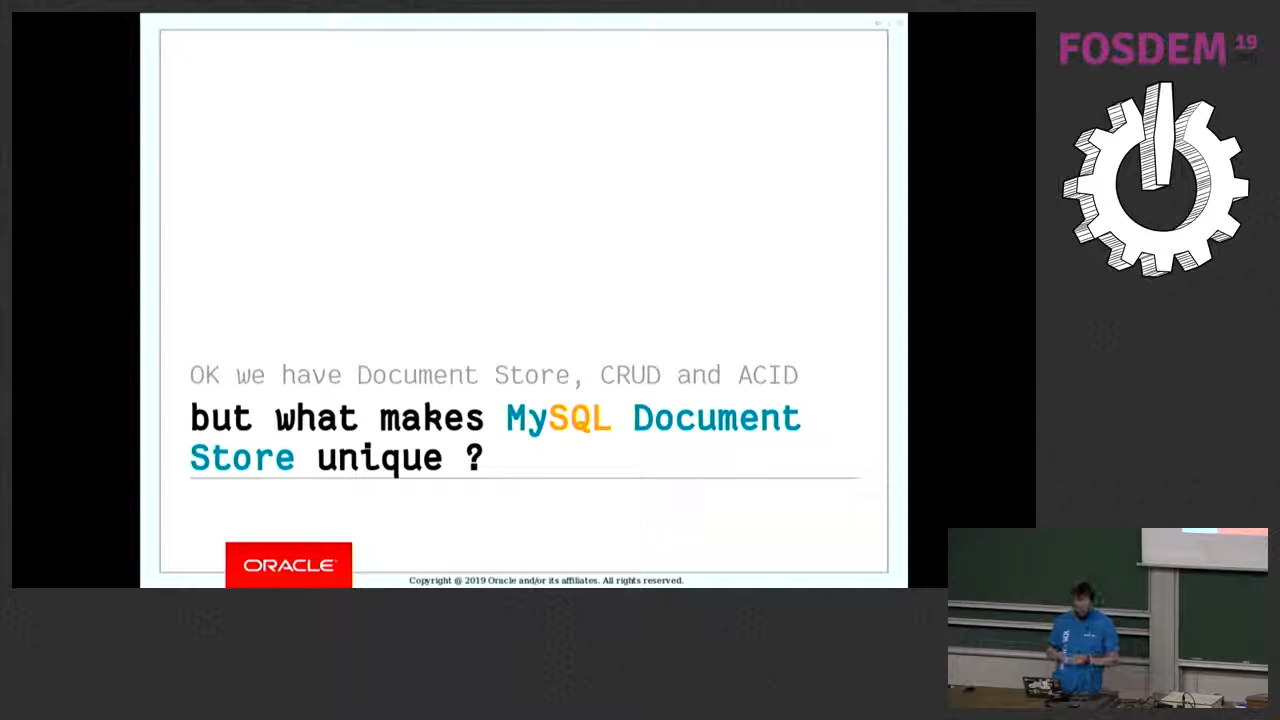 FOSDEM 19
OK we have Document Store, CRUD and ACID
but what makes MySQL Document
Store unique ?
ORACLE
Copyright @ 2019 Oracle and/or its affiliates. All rights reserved.